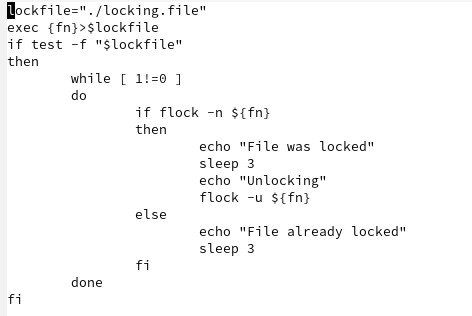 lockfile="./locking.file"
exec {fn}>$lockfile
if test -f "$lockfile"
then
        while [ 1!=0 ]
        do
                if flock -n ${fn}
                then
                        echo "File was locked"
                        sleep 3
                        echo "Unlocking"
                        flock -u ${fn}
                else
                        echo "File already locked"
                        sleep 3
                fi
        done
fi